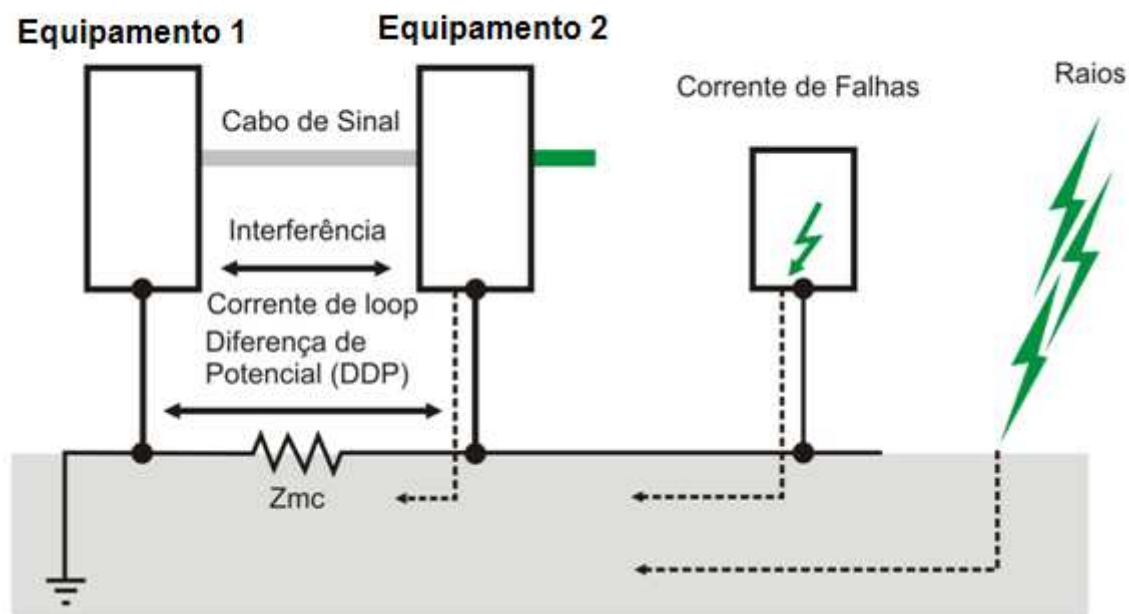 Equipamento 1
Equipamento 2
Cabo de Sinal
Interferência
Corrente de loop
Diferença de
Potencial (DDP)
Zmc
Corrente de Falhas
Raios